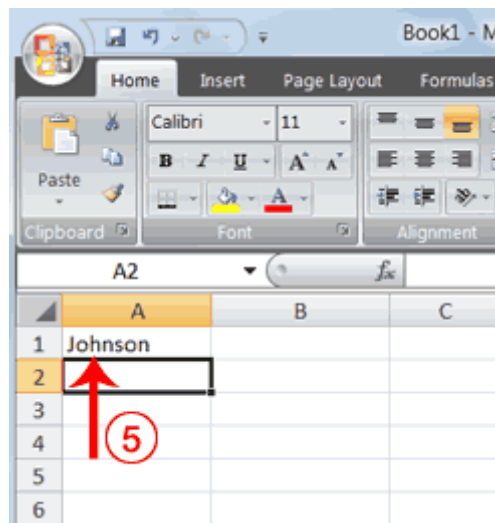 Book1 - M
Home Insert Page Layout Formulas
Calibri 11
B I U A A
Paste A
Clipboard Font Alignment
A2 fx
A B C
1 Johnson
2
3
4 5
5
6